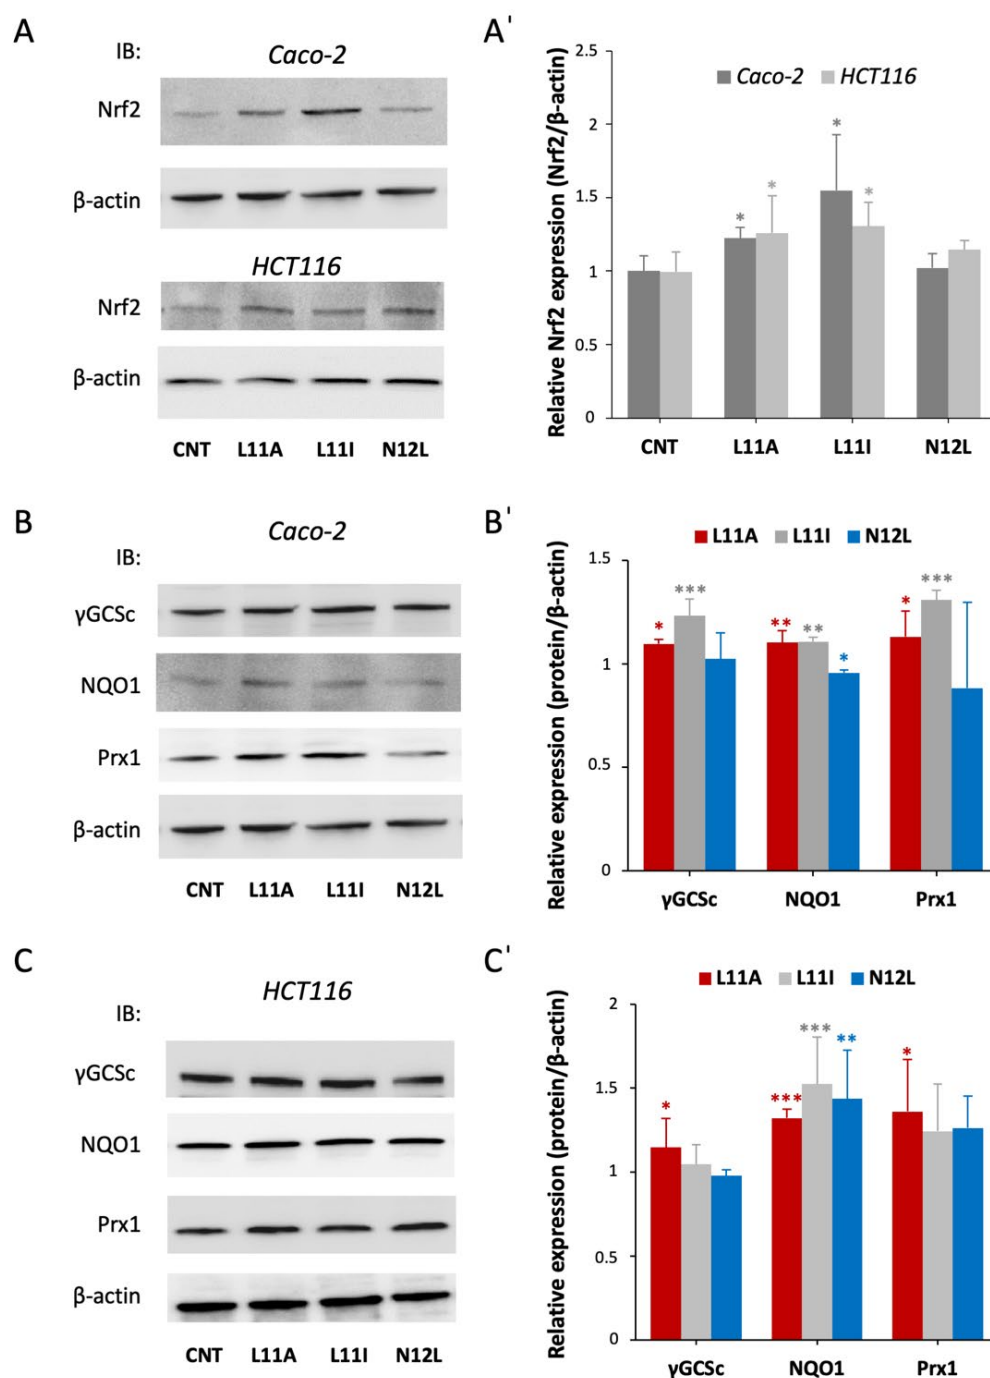 A
IB:
Caco-2
Nrf2
β-actin
HCT116
Nrf2
β-actin
CNT L11A L11I N12L
A'
Relative Nrf2 expression (Nrf2/β-actin)
2.5
2
1.5
1
0.5
0
Caco-2 HCT116
*
*
*
*
CNT L11A L11I N12L
B
Caco-2
IB:
γGCSc
NQO1
Prx1
β-actin
CNT L11A L11I N12L
B'
L11A L11I N12L
Relative expression (protein/β-actin)
1.5
1
0.5
0
* ***
** ** *
* ***
γGCSc NQO1 Prx1
C
HCT116
IB:
γGCSc
NQO1
Prx1
β-actin
CNT L11A L11I N12L
C'
L11A L11I N12L
Relative expression (protein/β-actin)
2
1.5
1
0.5
0
*
*** *** **
*
γGCSc NQO1 Prx1